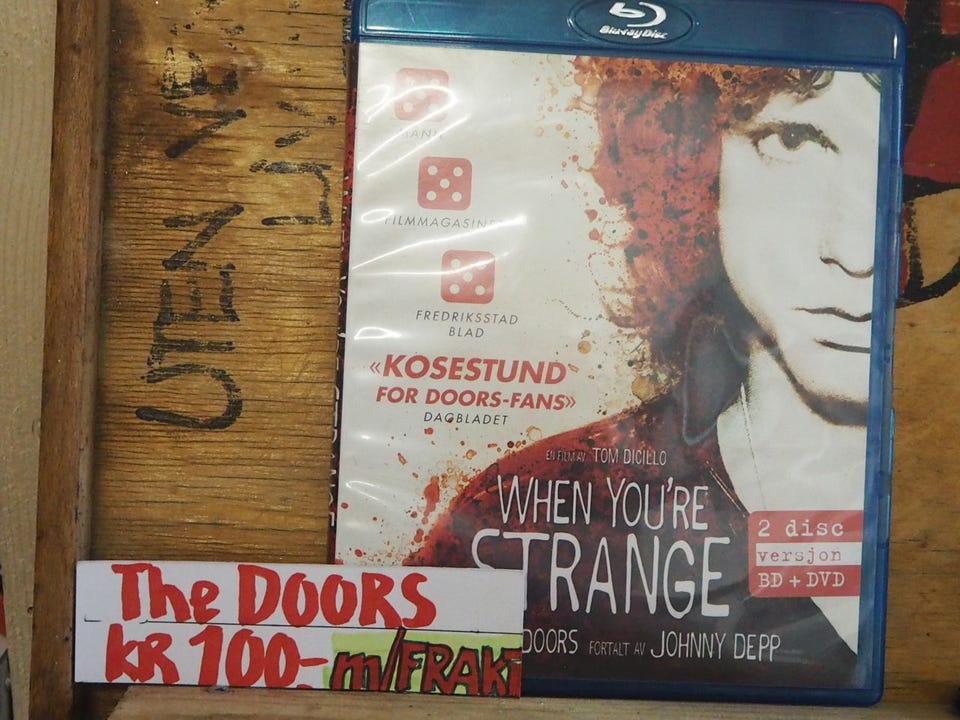 Blu-ray Disc
FILMMAGASINE
FREDRIKSSTAD
BLAD
«KOSESTUND
FOR DOORS-FANS»
DAGBLADET
EN FILM AV TOM DICILLO
WHEN YOU'RE
STRANGE
2 disc
versjon
BD + DVD
DOORS FORTALT AV JOHNNY DEPP
The DOORS
kR 100:-
m/FRAKT
UTEN